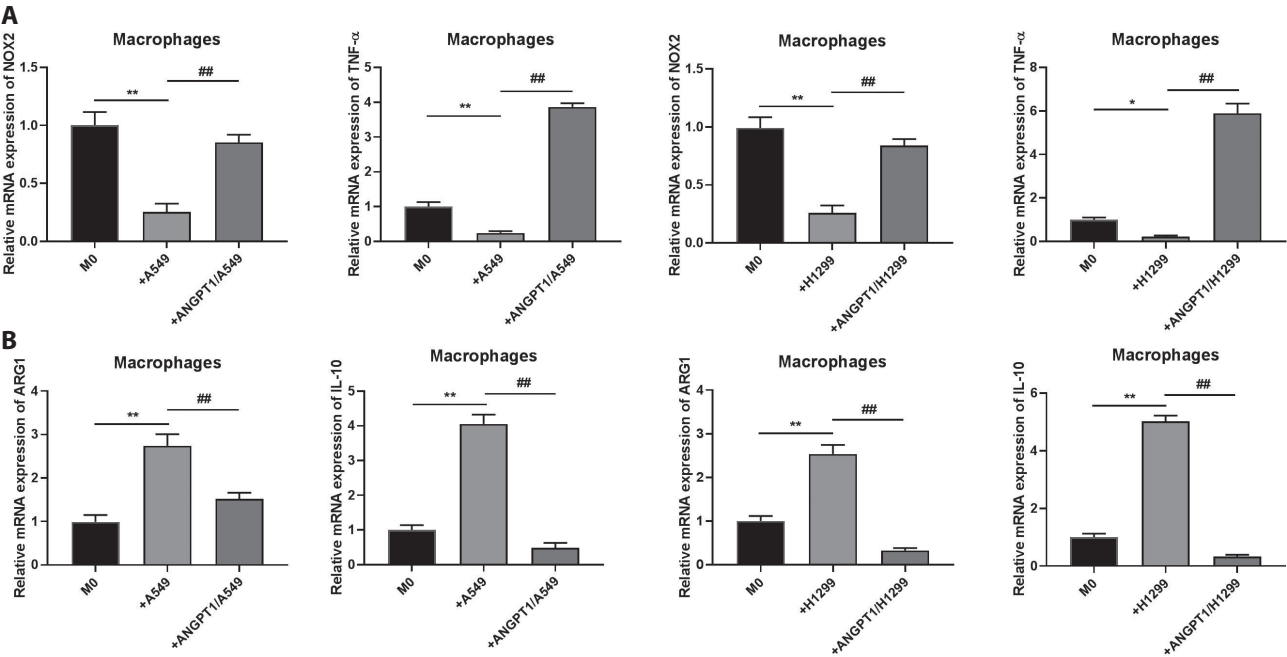 A
Macrophages
Relative mRNA expression of NOX2
1.5
1.0
0.5
0.0
**
##
M0
+A549
+ANGPT1/A549
Macrophages
Relative mRNA expression of TNF-α
5
4
3
2
1
0
**
##
M0
+A549
+ANGPT1/A549
Macrophages
Relative mRNA expression of NOX2
1.5
1.0
0.5
0.0
**
##
M0
+H1299
+ANGPT1/H1299
Macrophages
Relative mRNA expression of TNF-α
8
6
4
2
0
*
##
M0
+H1299
+ANGPT1/H1299
B
Macrophages
Relative mRNA expression of ARG1
4
3
2
1
0
**
##
M0
+A549
+ANGPT1/A549
Macrophages
Relative mRNA expression of IL-10
5
4
3
2
1
0
**
##
M0
+A549
+ANGPT1/A549
Macrophages
Relative mRNA expression of ARG1
4
3
2
1
0
**
##
M0
+H1299
+ANGPT1/H1299
Macrophages
Relative mRNA expression of IL-10
6
4
2
0
**
##
M0
+H1299
+ANGPT1/H1299